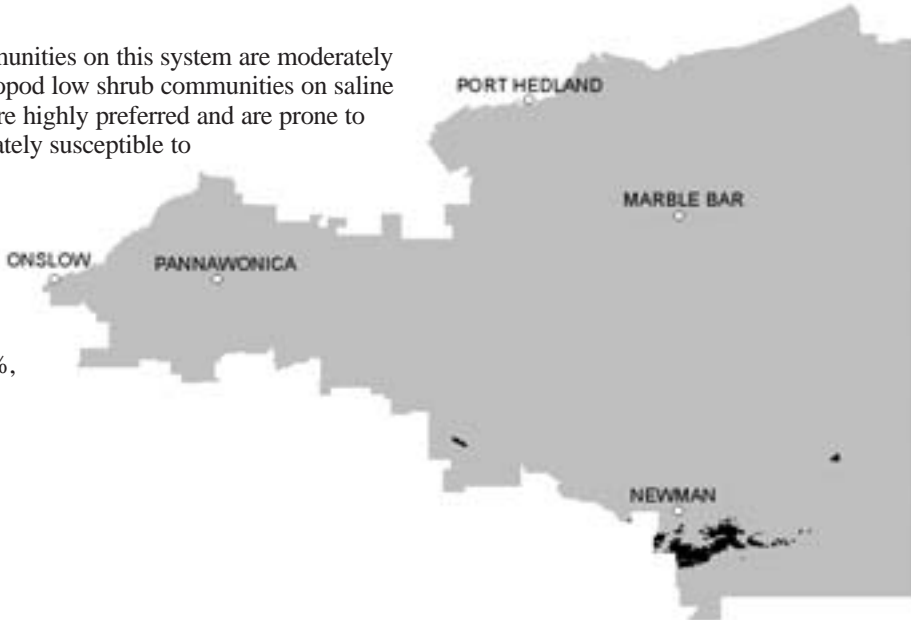 munities on this system are moderately
opod low shrub communities on saline
re highly preferred and are prone to
ately susceptible to
PORT HEDLAND
MARBLE BAR
ONSLOW
PANNAWONICA
%,
NEWMAN